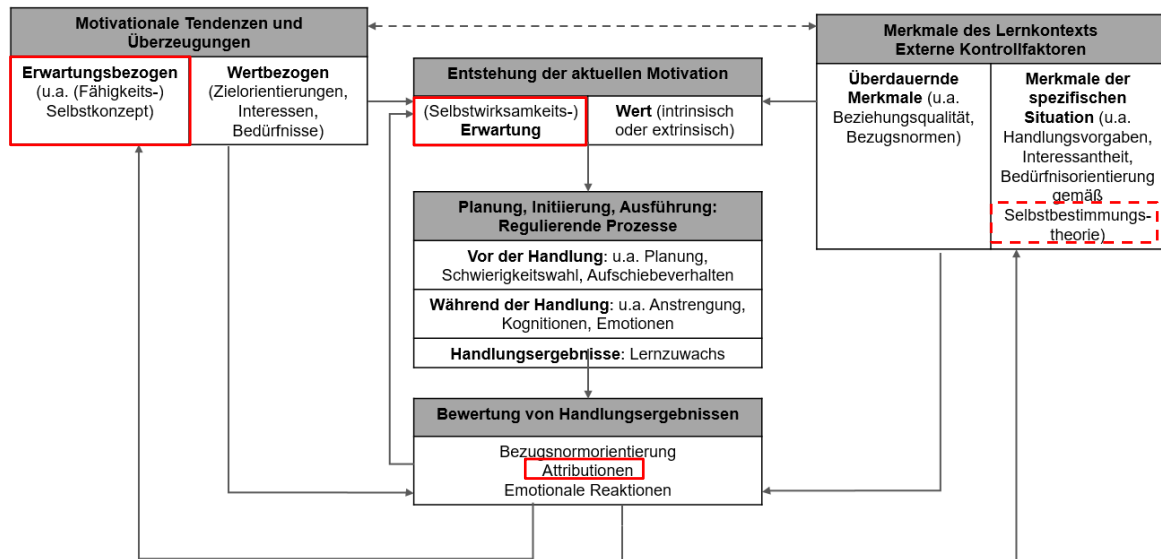 Motivationale Tendenzen und
Überzeugungen
Erwartungsbezogen
(u.a. (Fähigkeits-)
Selbstkonzept)
Wertbezogen
(Zielorientierungen,
Interessen,
Bedürfnisse)
Entstehung der aktuellen Motivation
(Selbstwirksamkeits-)
Erwartung
Wert (intrinsisch
oder extrinsisch)
Merkmale des Lernkontexts
Externe Kontrollfaktoren
Überdauernde
Merkmale (u.a.
Beziehungsqualität,
Bezugsnormen)
Merkmale der
spezifischen
Situation (u.a.
Handlungsvorgaben,
Interessantheit,
Bedürfnisorientierung
gemäß
Selbstbestimmungs-
theorie)
Planung, Initiierung, Ausführung:
Regulierende Prozesse
Vor der Handlung: u.a. Planung,
Schwierigkeitswahl, Aufschiebeverhalten
Während der Handlung: u.a. Anstrengung,
Kognitionen, Emotionen
Handlungsergebnisse: Lernzuwachs
Bewertung von Handlungsergebnissen
Bezugsnormorientierung
Attributionen
Emotionale Reaktionen